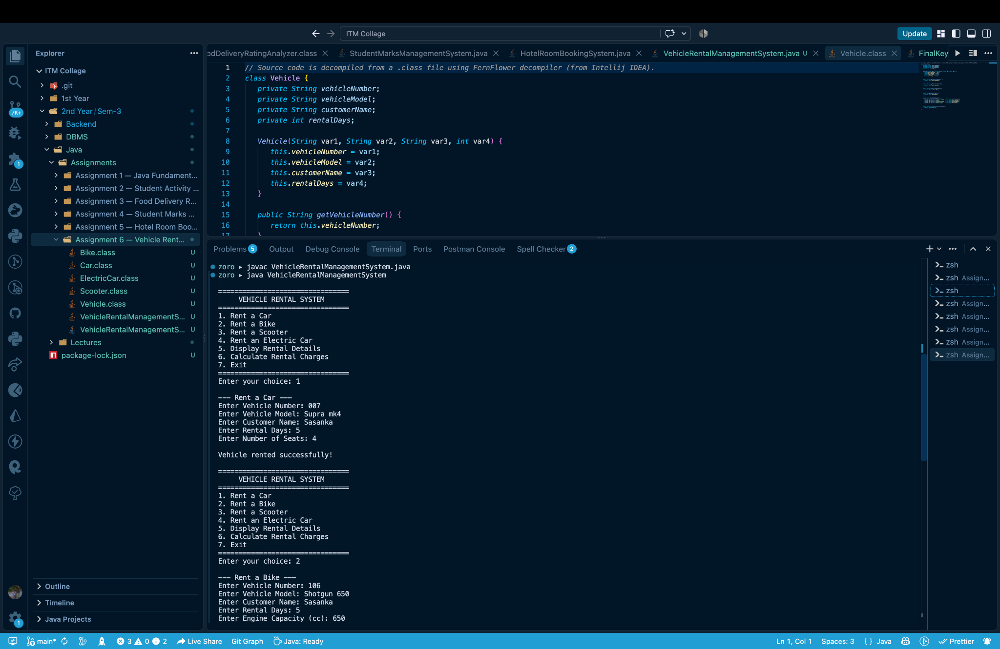 ITM Collage
Update
Explorer
ITM Collage
.git
1st Year
2nd Year/Sem-3
Backend
DBMS
Java
Assignments
Assignment 1 — Java Fundament...
Assignment 2 — Student Activity ...
Assignment 3 — Food Delivery R...
Assignment 4 — Student Marks ...
Assignment 5 — Hotel Room Boo...
Assignment 6 — Vehicle Rent...
Bike.class U
Car.class U
ElectricCar.class U
Scooter.class U
Vehicle.class U
VehicleRentalManagementS... U
VehicleRentalManagementS... U
Lectures
package-lock.json U
Outline
Timeline
Java Projects
7K+
1
1
odDeliveryRatingAnalyzer.class StudentMarksManagementSystem.java HotelRoomBookingSystem.java VehicleRentalManagementSystem.java U Vehicle.class FinalKey
1 // Source code is decompiled from a .class file using FernFlower decompiler (from Intellij IDEA).
2 class Vehicle {
3 private String vehicleNumber;
4 private String vehicleModel;
5 private String customerName;
6 private int rentalDays;
7
8 Vehicle(String var1, String var2, String var3, int var4) {
9 this.vehicleNumber = var1;
10 this.vehicleModel = var2;
11 this.customerName = var3;
12 this.rentalDays = var4;
13 }
14
15 public String getVehicleNumber() {
16 return this.vehicleNumber;
17 }
Problems 5 Output Debug Console Terminal Ports Postman Console Spell Checker 2
zoro ▸ javac VehicleRentalManagementSystem.java
zoro ▸ java VehicleRentalManagementSystem
================================
VEHICLE RENTAL SYSTEM
================================
1. Rent a Car
2. Rent a Bike
3. Rent a Scooter
4. Rent an Electric Car
5. Display Rental Details
6. Calculate Rental Charges
7. Exit
================================
Enter your choice: 1
--- Rent a Car ---
Enter Vehicle Number: 007
Enter Vehicle Model: Supra mk4
Enter Customer Name: Sasanka
Enter Rental Days: 5
Enter Number of Seats: 4
Vehicle rented successfully!
================================
VEHICLE RENTAL SYSTEM
================================
1. Rent a Car
2. Rent a Bike
3. Rent a Scooter
4. Rent an Electric Car
5. Display Rental Details
6. Calculate Rental Charges
7. Exit
================================
Enter your choice: 2
--- Rent a Bike ---
Enter Vehicle Number: 106
Enter Vehicle Model: Shotgun 650
Enter Customer Name: Sasanka
Enter Rental Days: 5
Enter Engine Capacity (cc): 650
zsh
zsh Assign...
zsh
zsh Assign...
zsh Assign...
zsh Assign...
zsh Assign...
zsh Assign...
main* 3 0 2 Live Share Git Graph Java: Ready Ln 1, Col 1 Spaces: 3 { } Java Prettier